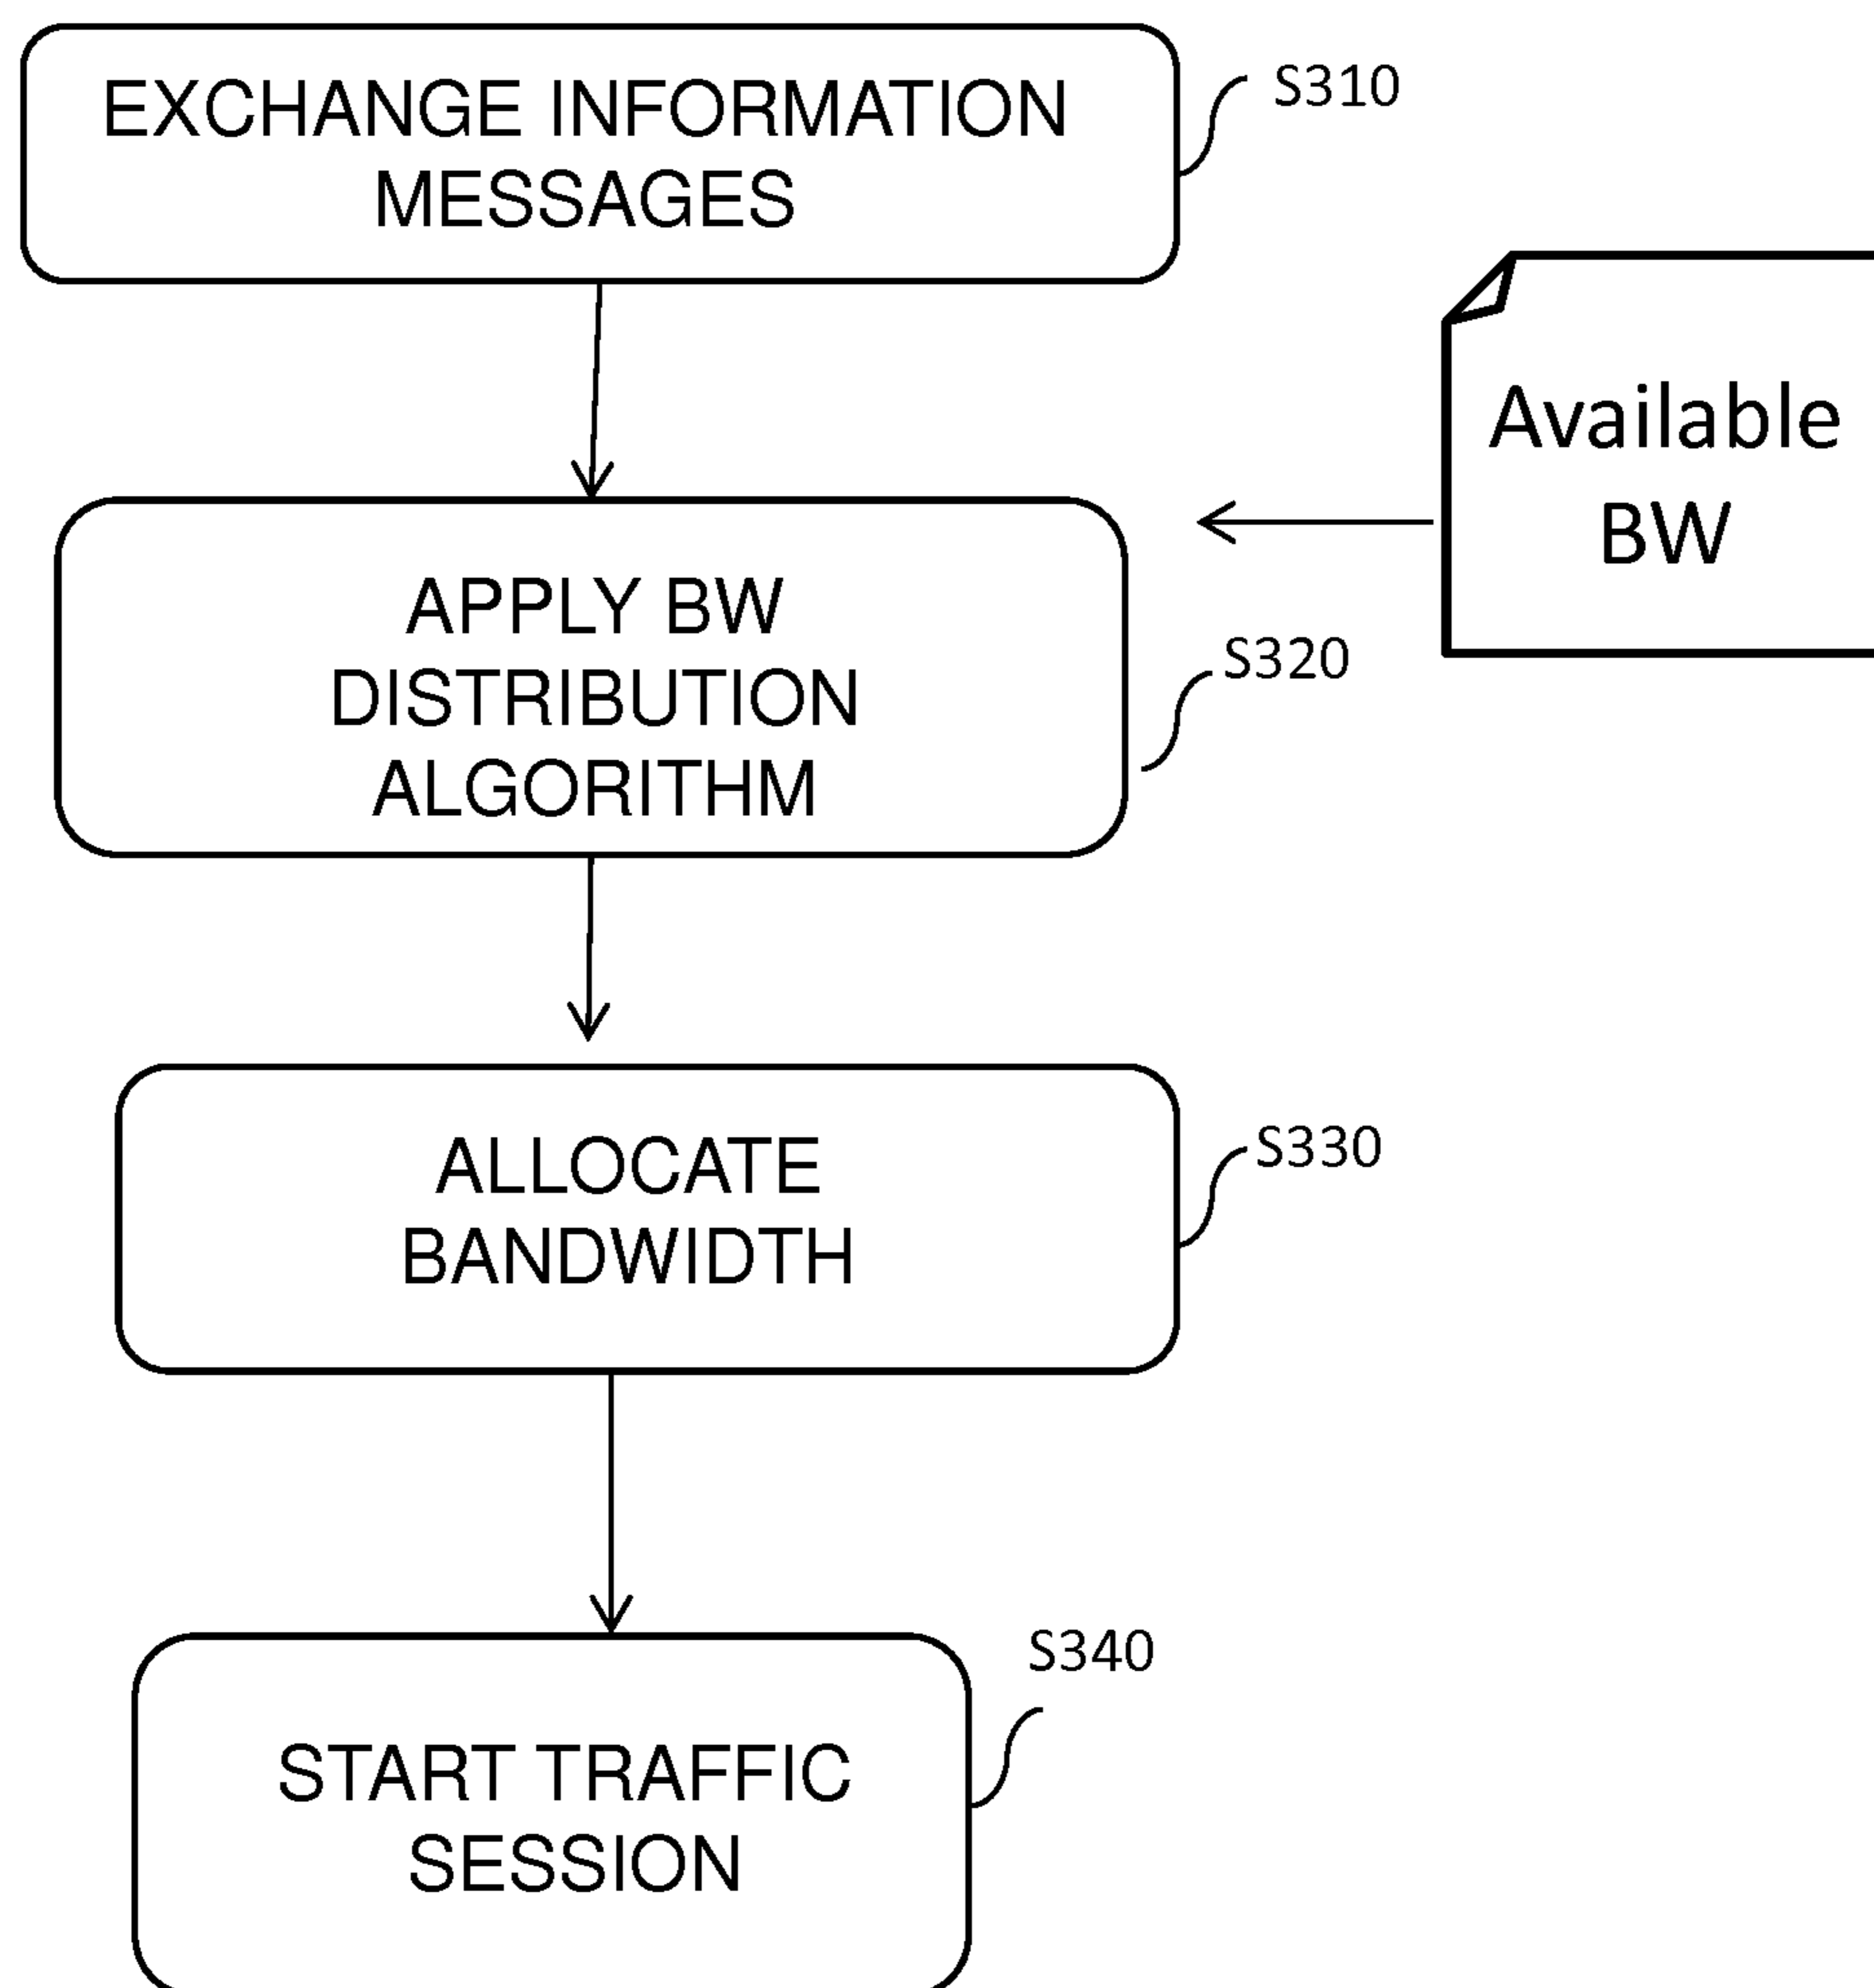 EXCHANGE INFORMATION
MESSAGES
S310
Available
BW
APPLY BW
DISTRIBUTION
ALGORITHM
S320
ALLOCATE
BANDWIDTH
S330
START TRAFFIC
SESSION
S340